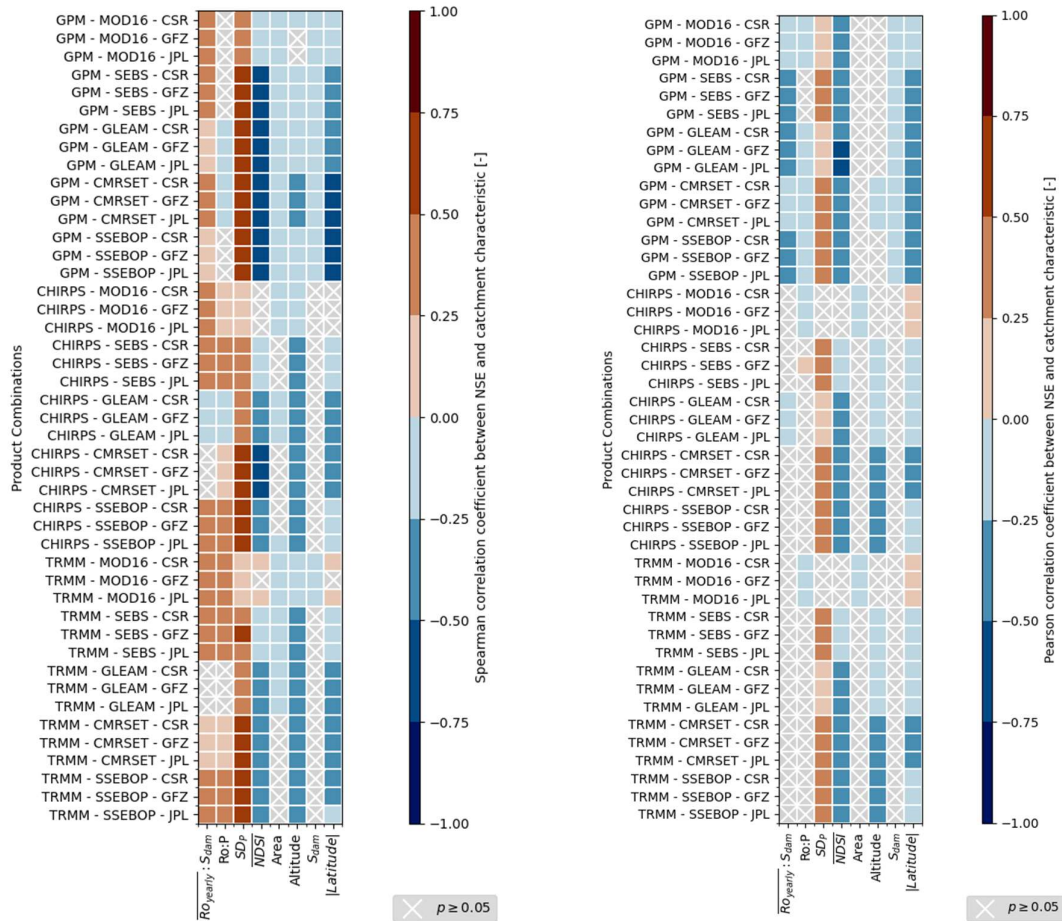 Product Combinations
GPM - MOD16 - CSR
GPM - MOD16 - GFZ
GPM - MOD16 - JPL
GPM - SEBS - CSR
GPM - SEBS - GFZ
GPM - SEBS - JPL
GPM - GLEAM - CSR
GPM - GLEAM - GFZ
GPM - GLEAM - JPL
GPM - CMRSET - CSR
GPM - CMRSET - GFZ
GPM - CMRSET - JPL
GPM - SSEBOP - CSR
GPM - SSEBOP - GFZ
GPM - SSEBOP - JPL
CHIRPS - MOD16 - CSR
CHIRPS - MOD16 - GFZ
CHIRPS - MOD16 - JPL
CHIRPS - SEBS - CSR
CHIRPS - SEBS - GFZ
CHIRPS - SEBS - JPL
CHIRPS - GLEAM - CSR
CHIRPS - GLEAM - GFZ
CHIRPS - GLEAM - JPL
CHIRPS - CMRSET - CSR
CHIRPS - CMRSET - GFZ
CHIRPS - CMRSET - JPL
CHIRPS - SSEBOP - CSR
CHIRPS - SSEBOP - GFZ
CHIRPS - SSEBOP - JPL
TRMM - MOD16 - CSR
TRMM - MOD16 - GFZ
TRMM - MOD16 - JPL
TRMM - SEBS - CSR
TRMM - SEBS - GFZ
TRMM - SEBS - JPL
TRMM - GLEAM - CSR
TRMM - GLEAM - GFZ
TRMM - GLEAM - JPL
TRMM - CMRSET - CSR
TRMM - CMRSET - GFZ
TRMM - CMRSET - JPL
TRMM - SSEBOP - CSR
TRMM - SSEBOP - GFZ
TRMM - SSEBOP - JPL
Ro_yearly : S_dam
Ro:P
SD_P
NDSI
Area
Altitude
S_dam
|Latitude|
1.00
0.75
0.50
0.25
0.00
−0.25
−0.50
−0.75
−1.00
Spearman correlation coefficient between NSE and catchment characteristic [-]
p ≥ 0.05
Product Combinations
GPM - MOD16 - CSR
GPM - MOD16 - GFZ
GPM - MOD16 - JPL
GPM - SEBS - CSR
GPM - SEBS - GFZ
GPM - SEBS - JPL
GPM - GLEAM - CSR
GPM - GLEAM - GFZ
GPM - GLEAM - JPL
GPM - CMRSET - CSR
GPM - CMRSET - GFZ
GPM - CMRSET - JPL
GPM - SSEBOP - CSR
GPM - SSEBOP - GFZ
GPM - SSEBOP - JPL
CHIRPS - MOD16 - CSR
CHIRPS - MOD16 - GFZ
CHIRPS - MOD16 - JPL
CHIRPS - SEBS - CSR
CHIRPS - SEBS - GFZ
CHIRPS - SEBS - JPL
CHIRPS - GLEAM - CSR
CHIRPS - GLEAM - GFZ
CHIRPS - GLEAM - JPL
CHIRPS - CMRSET - CSR
CHIRPS - CMRSET - GFZ
CHIRPS - CMRSET - JPL
CHIRPS - SSEBOP - CSR
CHIRPS - SSEBOP - GFZ
CHIRPS - SSEBOP - JPL
TRMM - MOD16 - CSR
TRMM - MOD16 - GFZ
TRMM - MOD16 - JPL
TRMM - SEBS - CSR
TRMM - SEBS - GFZ
TRMM - SEBS - JPL
TRMM - GLEAM - CSR
TRMM - GLEAM - GFZ
TRMM - GLEAM - JPL
TRMM - CMRSET - CSR
TRMM - CMRSET - GFZ
TRMM - CMRSET - JPL
TRMM - SSEBOP - CSR
TRMM - SSEBOP - GFZ
TRMM - SSEBOP - JPL
Ro_yearly : S_dam
Ro:P
SD_P
NDSI
Area
Altitude
S_dam
|Latitude|
1.00
0.75
0.50
0.25
0.00
−0.25
−0.50
−0.75
−1.00
Pearson correlation coefficient between NSE and catchment characteristic [-]
p ≥ 0.05